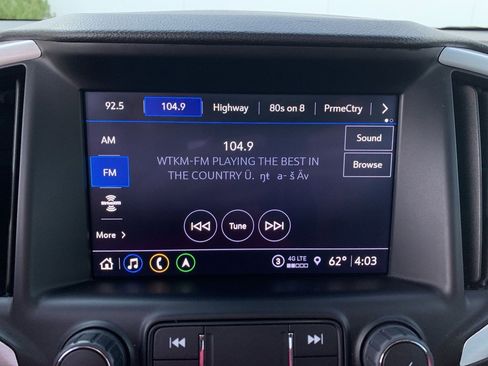 92.5 104.9 Highway 80s on 8 PrmeCtry
AM
104.9
Sound
WTKM-FM PLAYING THE BEST IN
THE COUNTRY Ü. ŋt a- š Âv
Browse
FM
Tune
More
3 4G LTE 62° 4:03